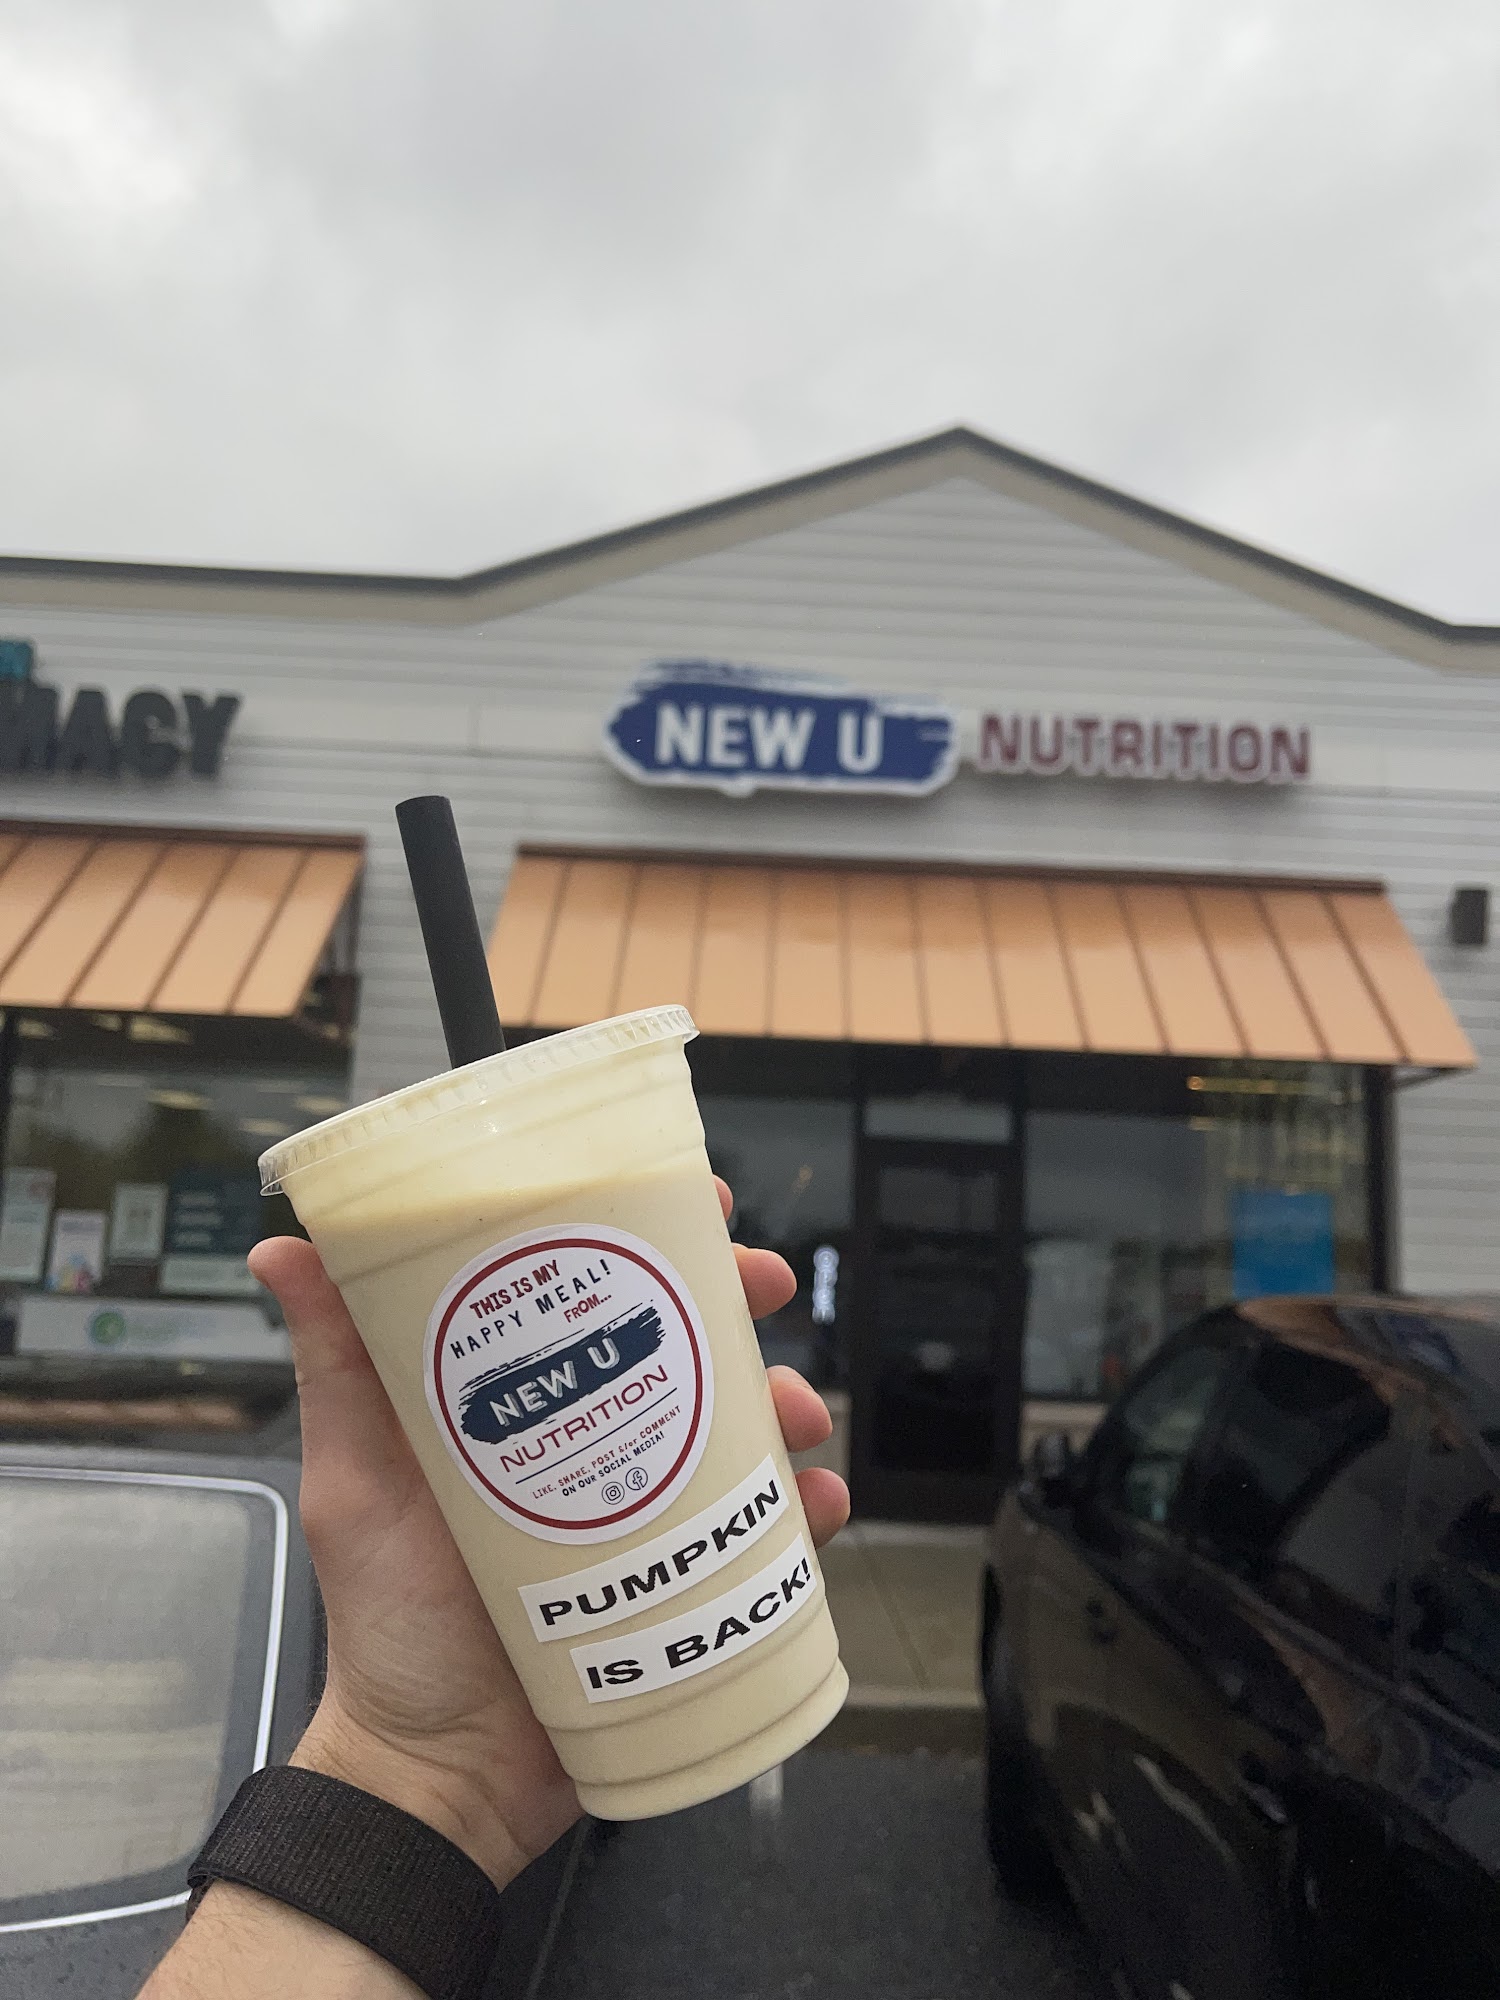 MACY
NEW U NUTRITION
OPEN
THIS IS MY
HAPPY MEAL!
FROM...
NEW U
NUTRITION
LIKE, SHARE, POST &/or COMMENT
ON OUR SOCIAL MEDIA!
PUMPKIN
IS BACK!